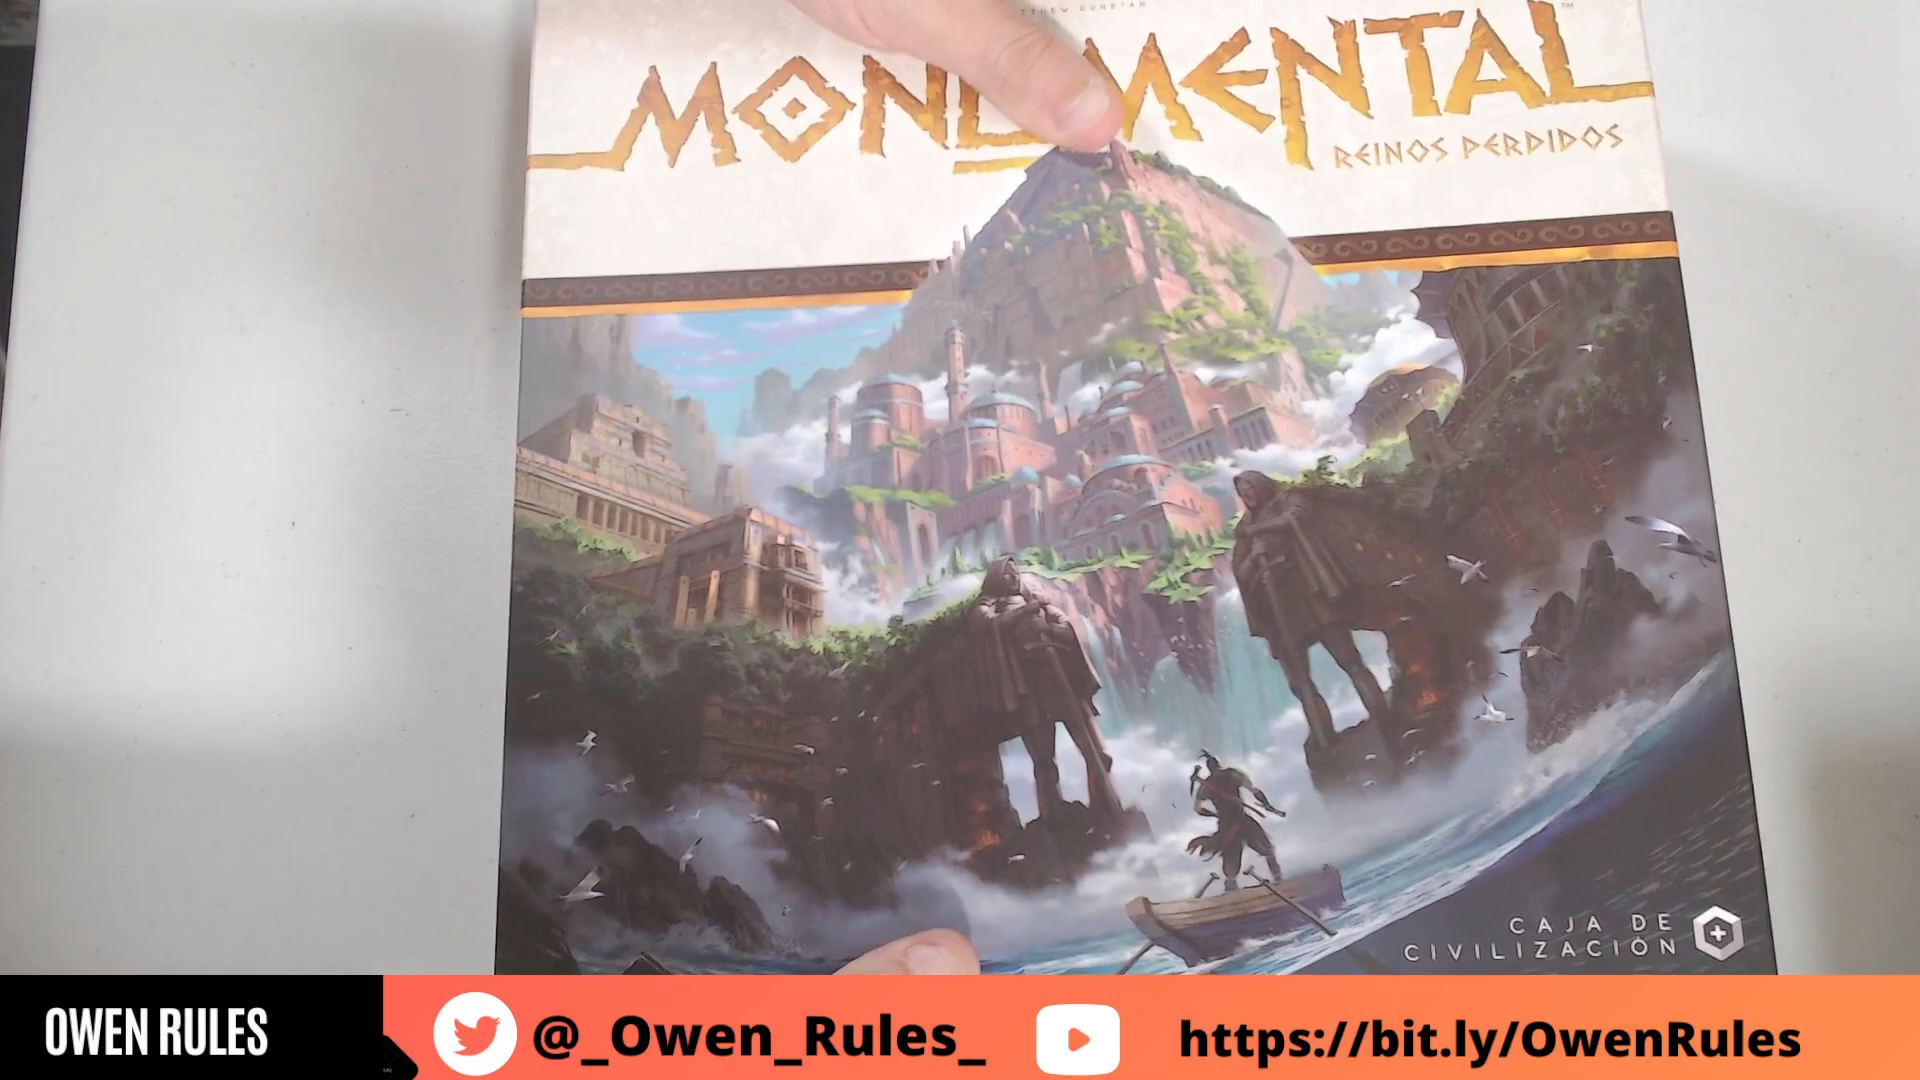 MONUMENTAL
REINOS PERDIDOS
CAJA DE
CIVILIZACIÓN
OWEN RULES
@_Owen_Rules_
https://bit.ly/OwenRules